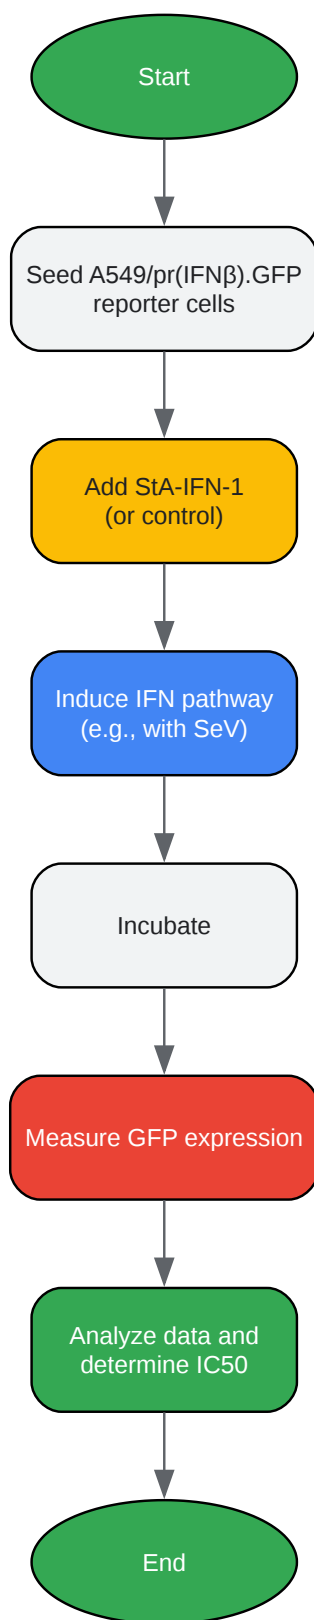 Start
Seed A549/pr(IFNβ).GFP
reporter cells
Add StA-IFN-1
(or control)
Induce IFN pathway
(e.g., with SeV)
Incubate
Measure GFP expression
Analyze data and
determine IC50
End